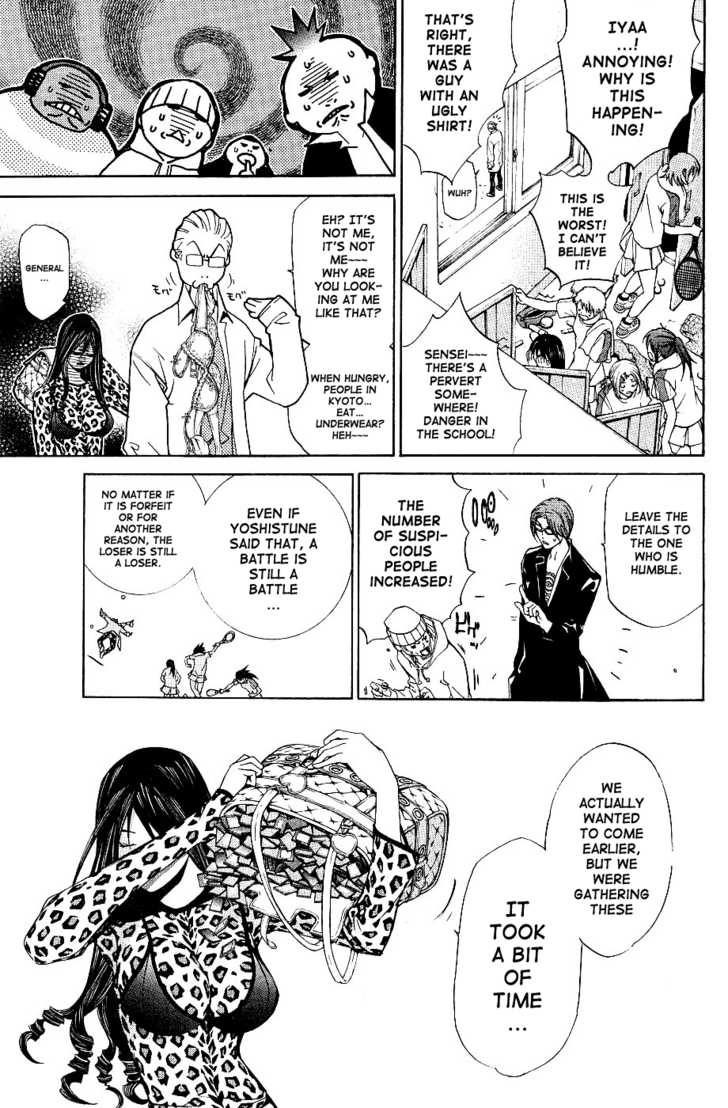 IYAA
...!
ANNOYING!
WHY IS
THIS
HAPPEN-
ING!
THAT'S
RIGHT,
THERE
WAS A
GUY
WITH AN
UGLY
SHIRT!
WUH?
THIS IS
THE
WORST!
I CAN'T
BELIEVE
IT!
SENSEI~~~
THERE'S A
PERVERT
SOME-
WHERE!
DANGER IN
THE SCHOOL!
EH? IT'S
NOT ME,
IT'S NOT
ME~~~
WHY ARE
YOU LOOK-
ING AT ME
LIKE THAT?
WHEN HUNGRY,
PEOPLE IN
KYOTO...
EAT...
UNDERWEAR?
HEH~~~
モグ
モグ
GENERAL
...
LEAVE THE
DETAILS TO
THE ONE
WHO IS
HUMBLE.
THE
NUMBER
OF SUSPI-
CIOUS
PEOPLE
INCREASED!
EVEN IF
YOSHISTUNE
SAID THAT, A
BATTLE IS
STILL A
BATTLE
...
NO MATTER IF
IT IS FORFEIT
OR FOR
ANOTHER
REASON, THE
LOSER IS STILL
A LOSER.
WE
ACTUALLY
WANTED
TO COME
EARLIER,
BUT WE
WERE
GATHERING
THESE
IT
TOOK
A BIT
OF
TIME
...